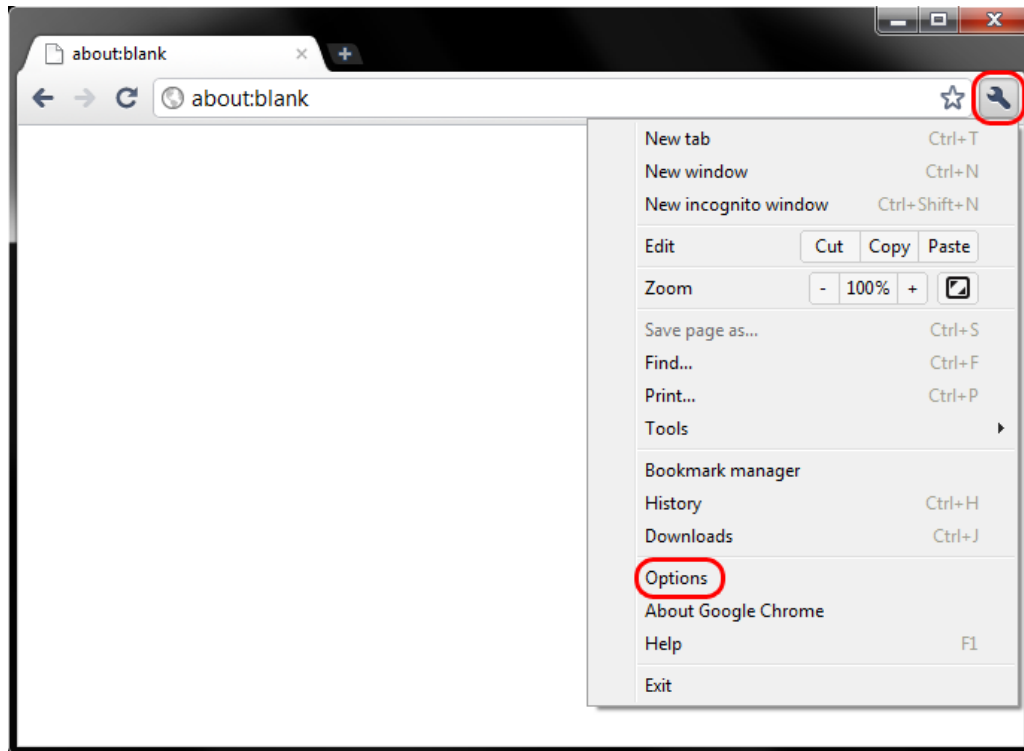 about:blank
about:blank
New tab Ctrl+T
New window Ctrl+N
New incognito window Ctrl+Shift+N
Edit Cut Copy Paste
Zoom - 100% +
Save page as... Ctrl+S
Find... Ctrl+F
Print... Ctrl+P
Tools
Bookmark manager
History Ctrl+H
Downloads Ctrl+J
Options
About Google Chrome
Help F1
Exit